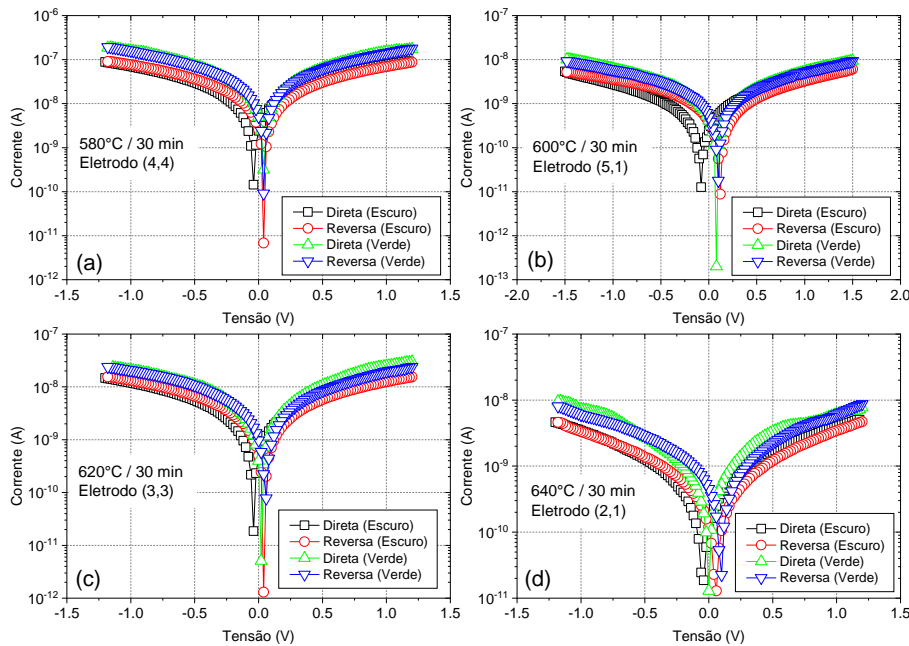 10^-6
10^-7
10^-8
10^-9
10^-10
10^-11
10^-12
Corrente (A)
580°C / 30 min
Eletrodo (4,4)
Direta (Escuro)
Reversa (Escuro)
Direta (Verde)
Reversa (Verde)
(a)
-1.5 -1.0 -0.5 0.0 0.5 1.0 1.5
Tensão (V)
10^-7
10^-8
10^-9
10^-10
10^-11
10^-12
10^-13
Corrente (A)
600°C / 30 min
Eletrodo (5,1)
Direta (Escuro)
Reversa (Escuro)
Direta (Verde)
Reversa (Verde)
(b)
-2.0 -1.5 -1.0 -0.5 0.0 0.5 1.0 1.5 2.0
Tensão (V)
10^-7
10^-8
10^-9
10^-10
10^-11
10^-12
Corrente (A)
620°C / 30 min
Eletrodo (3,3)
Direta (Escuro)
Reversa (Escuro)
Direta (Verde)
Reversa (Verde)
(c)
-1.5 -1.0 -0.5 0.0 0.5 1.0 1.5
Tensão (V)
10^-7
10^-8
10^-9
10^-10
10^-11
Corrente (A)
640°C / 30 min
Eletrodo (2,1)
Direta (Escuro)
Reversa (Escuro)
Direta (Verde)
Reversa (Verde)
(d)
-1.5 -1.0 -0.5 0.0 0.5 1.0
Tensão (V)